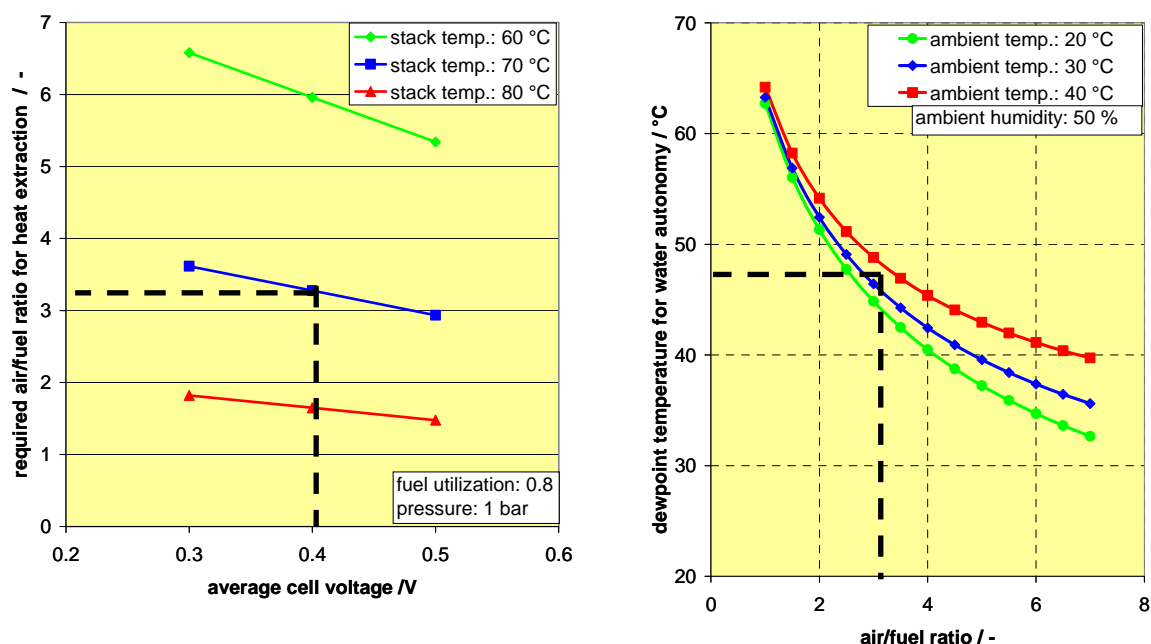 required air/fuel ratio for heat extraction / -
7
6
5
4
3
2
1
0
stack temp.: 60 °C
stack temp.: 70 °C
stack temp.: 80 °C
fuel utilization: 0.8
pressure: 1 bar
0.2 0.3 0.4 0.5 0.6
average cell voltage /V
dewpoint temperature for water autonomy / °C
70
60
50
40
30
20
ambient temp.: 20 °C
ambient temp.: 30 °C
ambient temp.: 40 °C
ambient humidity: 50 %
0 2 4 6 8
air/fuel ratio / -